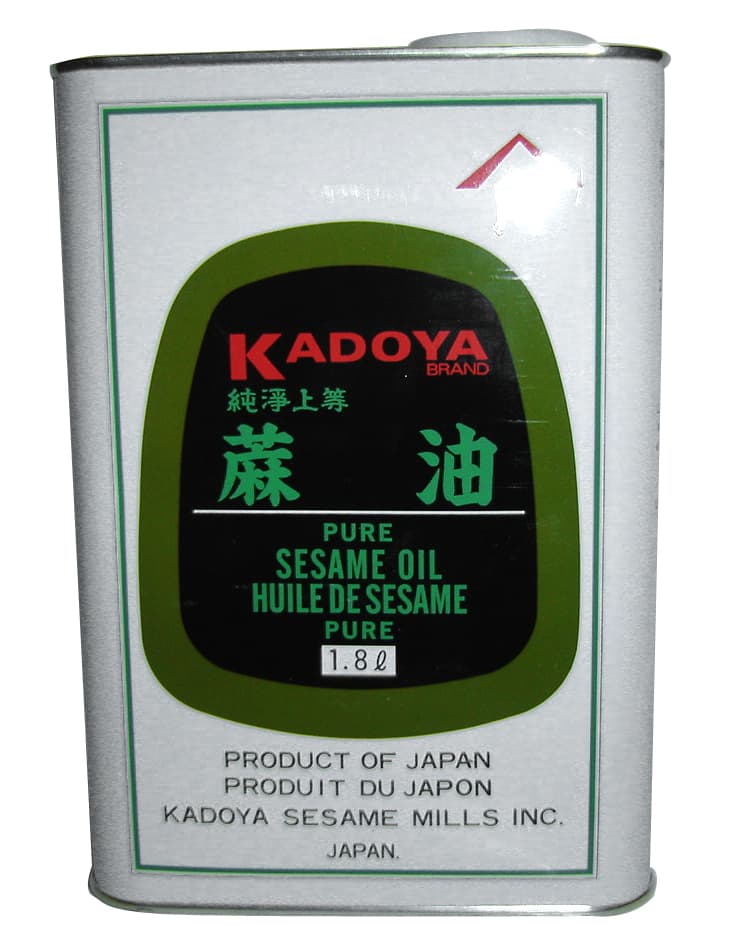 KADOYA
BRAND
純淨上等
蔴油
PURE
SESAME OIL
HUILE DE SESAME
PURE
1.8ℓ
PRODUCT OF JAPAN
PRODUIT DU JAPON
KADOYA SESAME MILLS INC.
JAPAN.